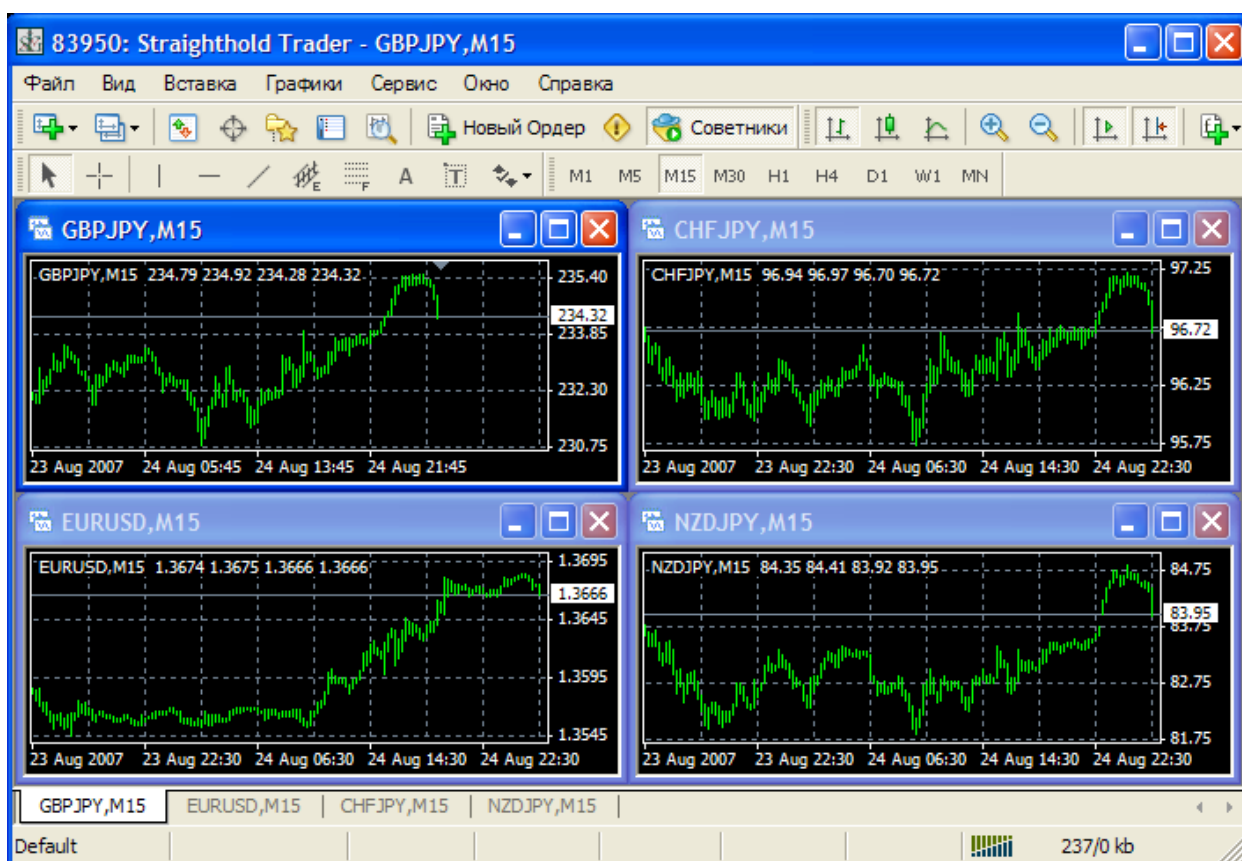 83950: Straighthold Trader - GBPJPY,M15
Файл Вид Вставка Графики Сервис Окно Справка
Новый Ордер Советники
E F A T M1 M5 M15 M30 H1 H4 D1 W1 MN
GBPJPY,M15
GBPJPY,M15 234.79 234.92 234.28 234.32
235.40
234.32
233.85
232.30
230.75
23 Aug 2007 24 Aug 05:45 24 Aug 13:45 24 Aug 21:45
CHFJPY,M15
CHFJPY,M15 96.94 96.97 96.70 96.72
97.25
96.72
96.25
95.75
23 Aug 2007 23 Aug 22:30 24 Aug 06:30 24 Aug 14:30 24 Aug 22:30
EURUSD,M15
EURUSD,M15 1.3674 1.3675 1.3666 1.3666
1.3695
1.3666
1.3645
1.3595
1.3545
23 Aug 2007 23 Aug 22:30 24 Aug 06:30 24 Aug 14:30 24 Aug 22:30
NZDJPY,M15
NZDJPY,M15 84.35 84.41 83.92 83.95
84.75
83.95
83.75
82.75
81.75
23 Aug 2007 23 Aug 22:30 24 Aug 06:30 24 Aug 14:30 24 Aug 22:30
GBPJPY,M15 EURUSD,M15 CHFJPY,M15 NZDJPY,M15
Default 237/0 kb